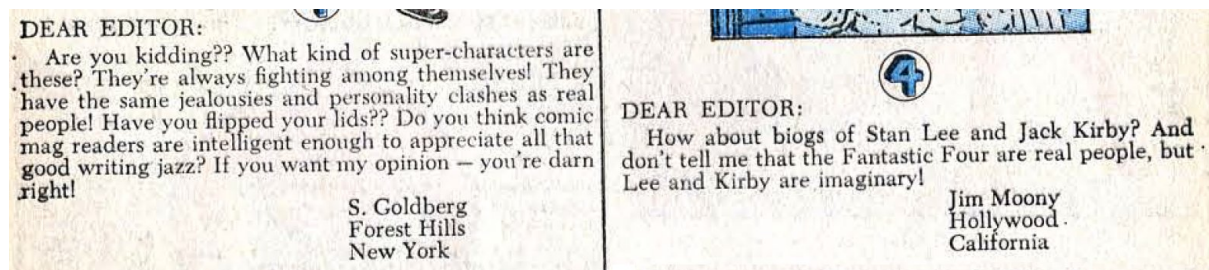 DEAR EDITOR:
Are you kidding?? What kind of super-characters are
these? They're always fighting among themselves! They
have the same jealousies and personality clashes as real
people! Have you flipped your lids?? Do you think comic
mag readers are intelligent enough to appreciate all that
good writing jazz? If you want my opinion — you're darn
right!
S. Goldberg
Forest Hills
New York
4
DEAR EDITOR:
How about biogs of Stan Lee and Jack Kirby? And
don't tell me that the Fantastic Four are real people, but
Lee and Kirby are imaginary!
Jim Moony
Hollywood
California